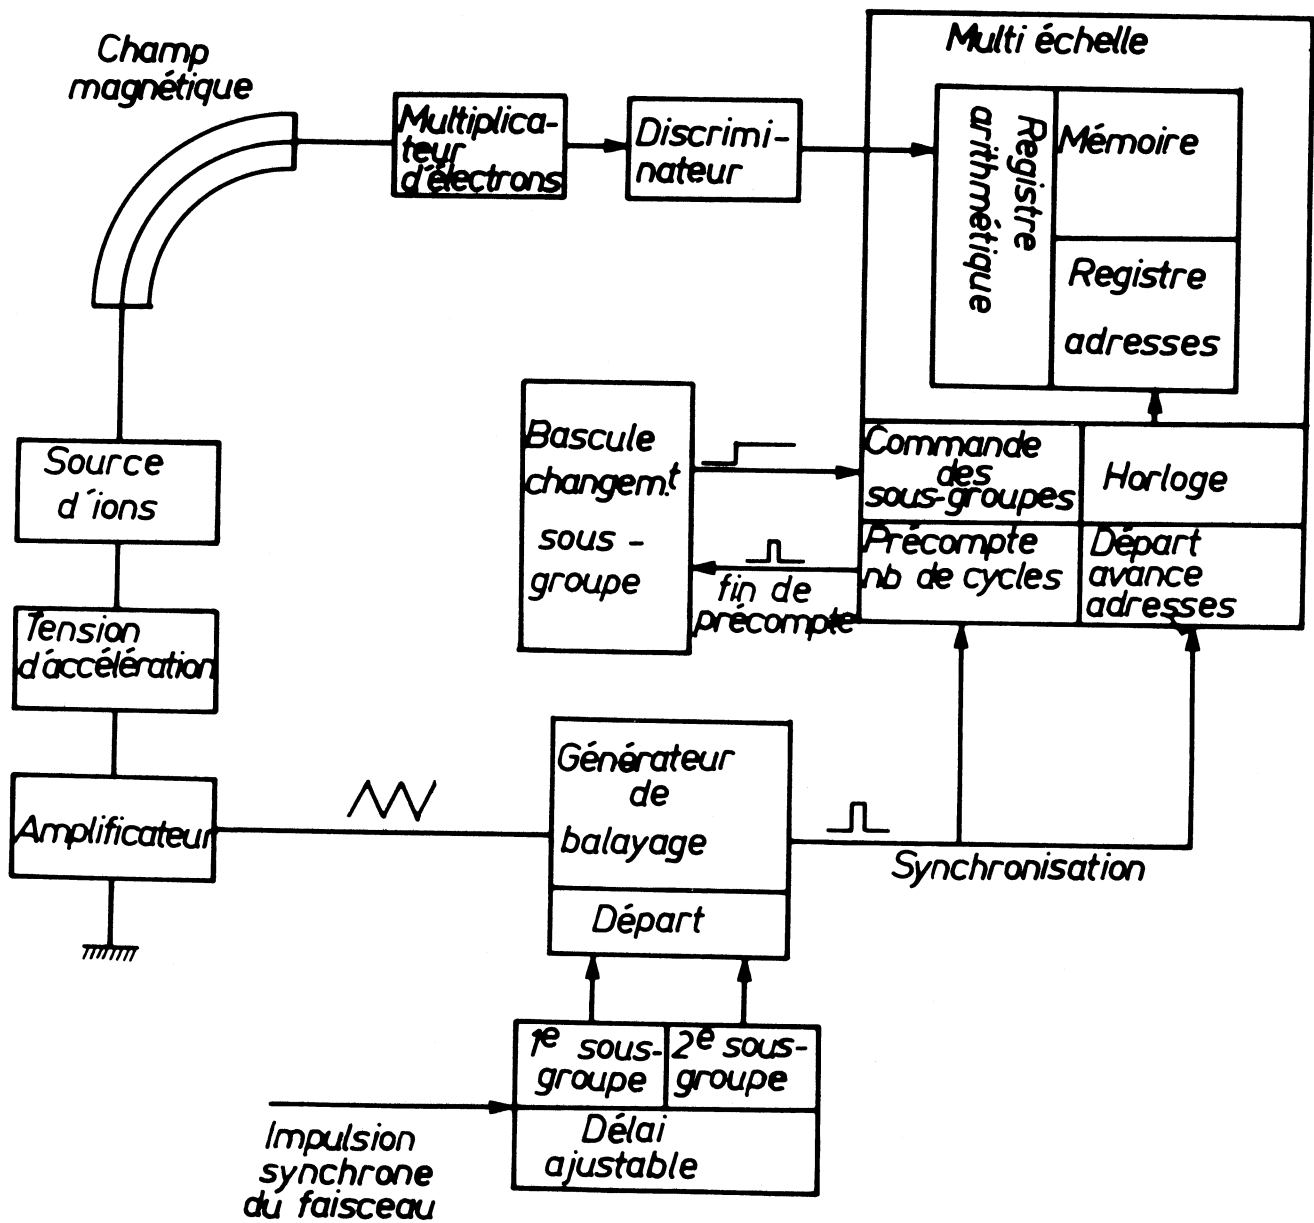 Champ
magnétique
Multiplica-
teur
d'électrons
Discrimi-
nateur
Multi échelle
Registre
arithmétique
Mémoire
Registre
adresses
Source
d'ions
Bascule
changem.t
sous -
groupe
Commande
des
sous-groupes
Horloge
Précompte
nb de cycles
Départ
avance
adresses
fin de
précompte
Tension
d'accélération
Amplificateur
Générateur
de
balayage
Départ
Synchronisation
1e sous-
groupe
2e sous-
groupe
Délai
ajustable
Impulsion
synchrone
du faisceau